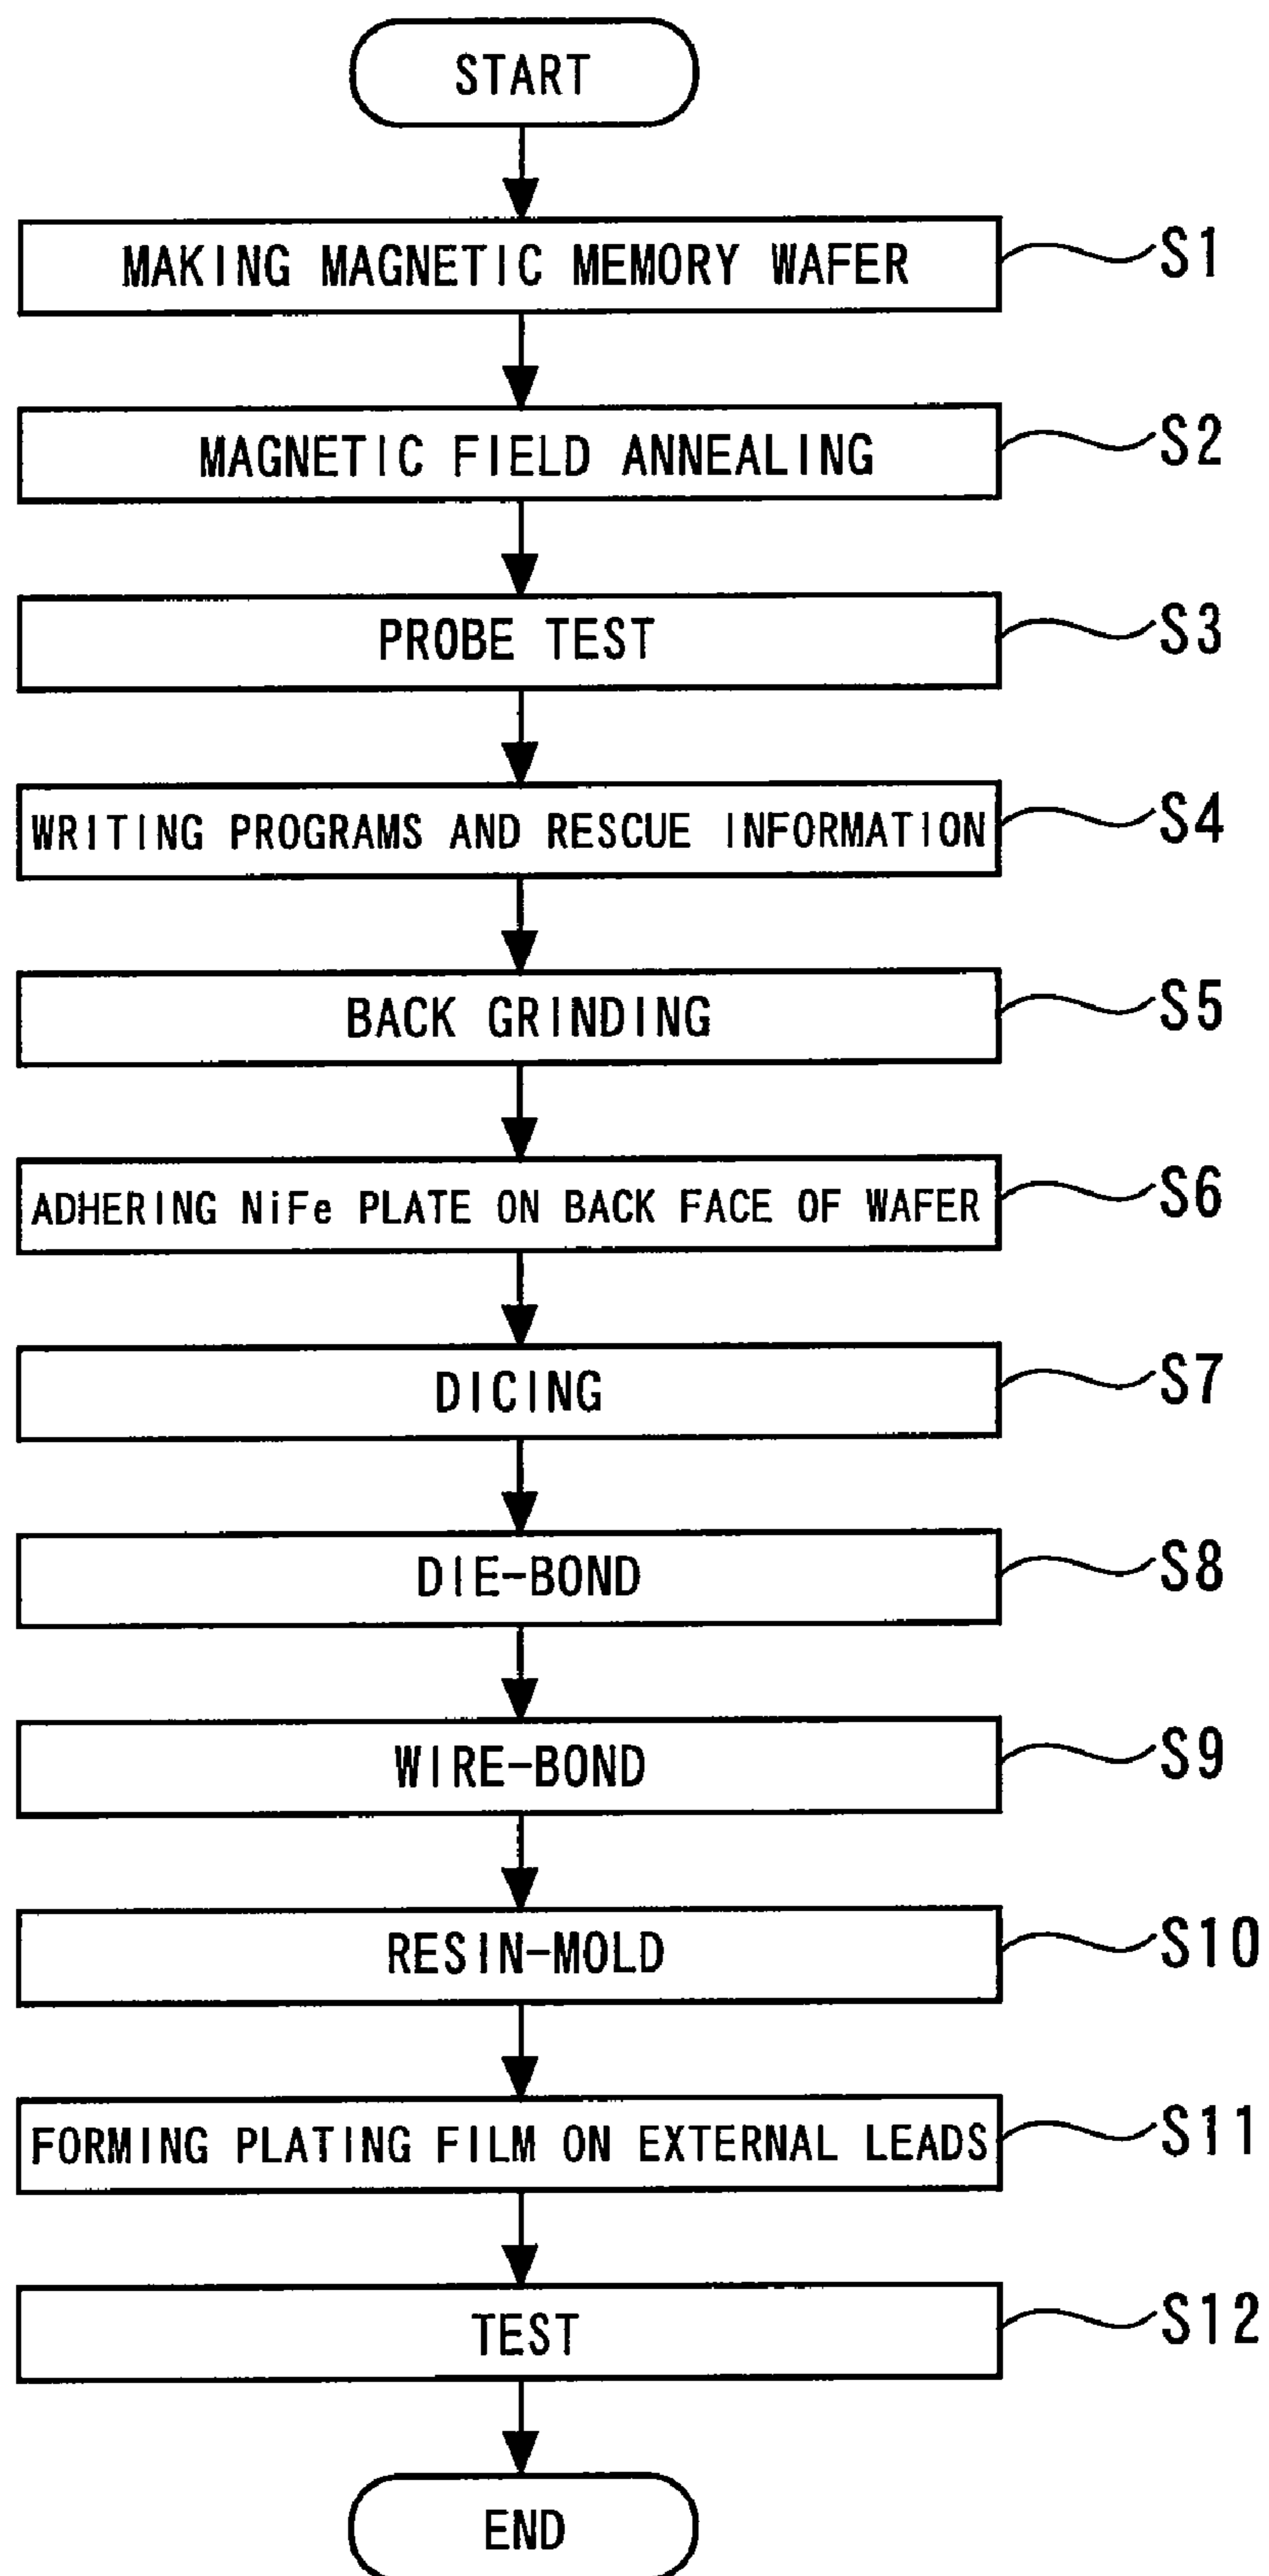 START
MAKING MAGNETIC MEMORY WAFER S1
MAGNETIC FIELD ANNEALING S2
PROBE TEST S3
WRITING PROGRAMS AND RESCUE INFORMATION S4
BACK GRINDING S5
ADHERING NiFe PLATE ON BACK FACE OF WAFER S6
DICING S7
DIE-BOND S8
WIRE-BOND S9
RESIN-MOLD S10
FORMING PLATING FILM ON EXTERNAL LEADS S11
TEST S12
END